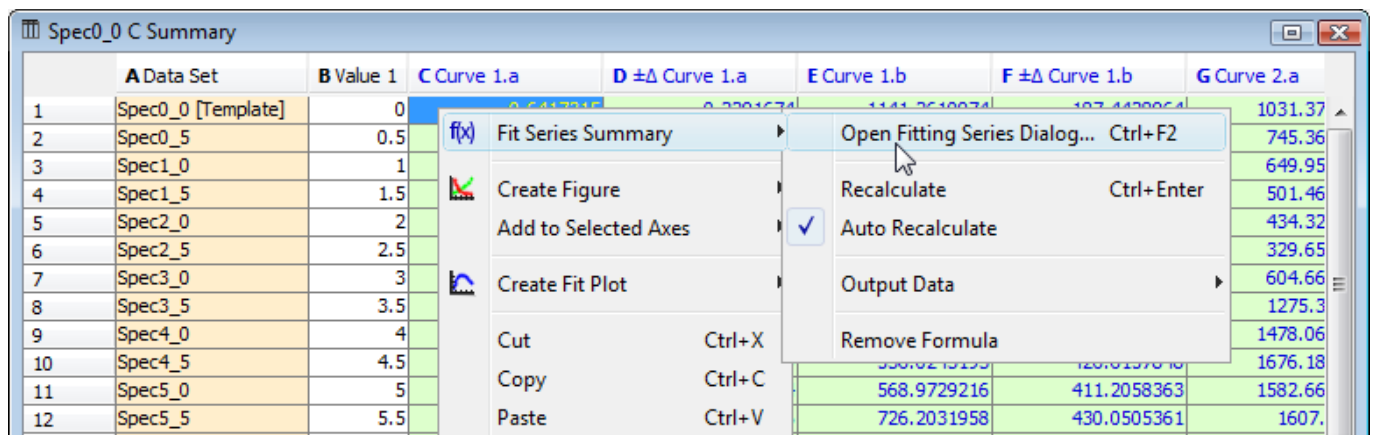 Spec0_0 C Summary
A Data Set B Value 1 C Curve 1.a D ±Δ Curve 1.a E Curve 1.b F ±Δ Curve 1.b G Curve 2.a
1 Spec0_0 [Template] 0 1031.37
f(x) Fit Series Summary Open Fitting Series Dialog... Ctrl+F2
2 Spec0_5 0.5 745.36
3 Spec1_0 1 649.95
Create Figure Recalculate Ctrl+Enter
4 Spec1_5 1.5 501.46
5 Spec2_0 2 434.32
Add to Selected Axes Auto Recalculate
6 Spec2_5 2.5 329.65
7 Spec3_0 3 604.66
Create Fit Plot Output Data
8 Spec3_5 3.5 1275.3
9 Spec4_0 4 1478.06
Cut Ctrl+X Remove Formula
10 Spec4_5 4.5 1676.18
Copy Ctrl+C
11 Spec5_0 5 568.9729216 411.2058363 1582.66
12 Spec5_5 5.5 Paste Ctrl+V 726.2031958 430.0505361 1607.